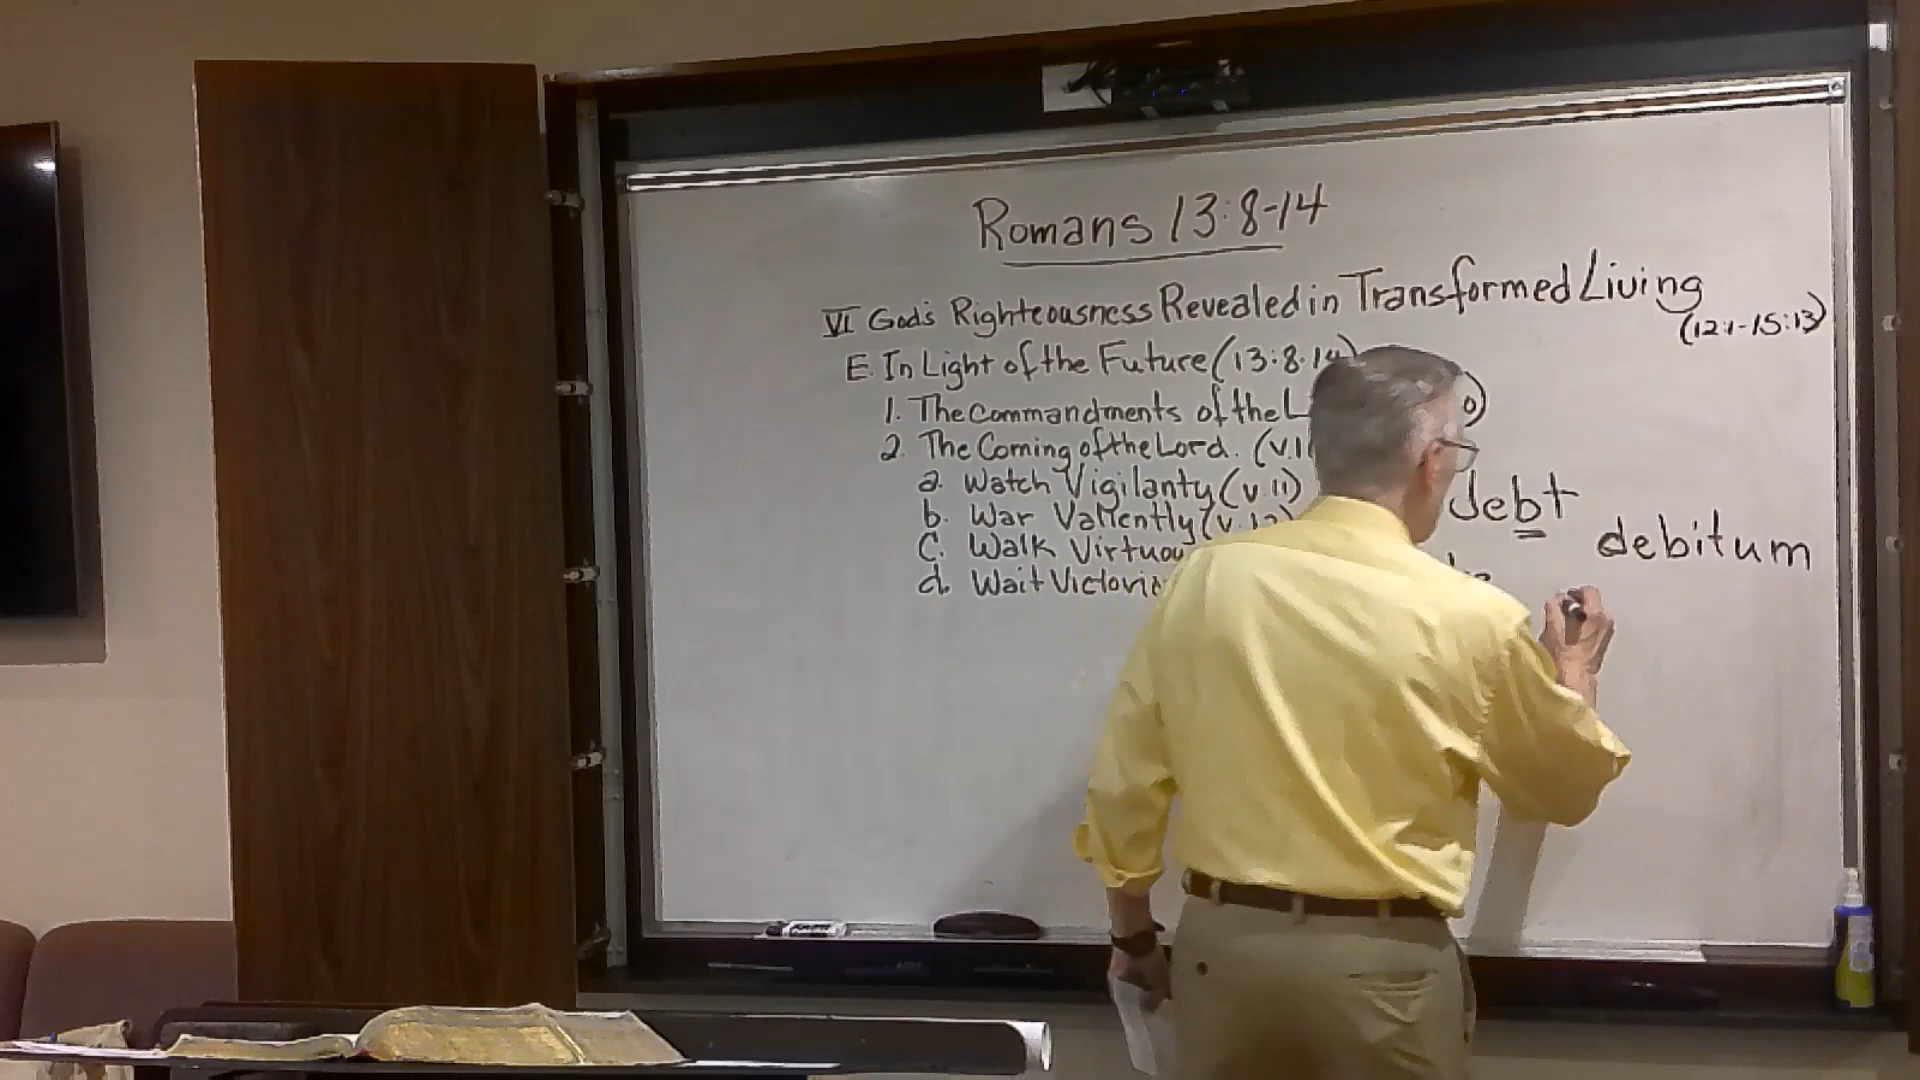 Romans 13:8-14
VI God's Righteousness Revealed in Transformed Living
(12:1-15:13)
E. In Light of the Future (13:8-14)
1. The Commandments of the
2. The Coming of the Lord. (v.11
a. Watch Vigilanty (v.11)
debt
b. War Valiently (v.12)
debitum
c. Walk
d. Wait